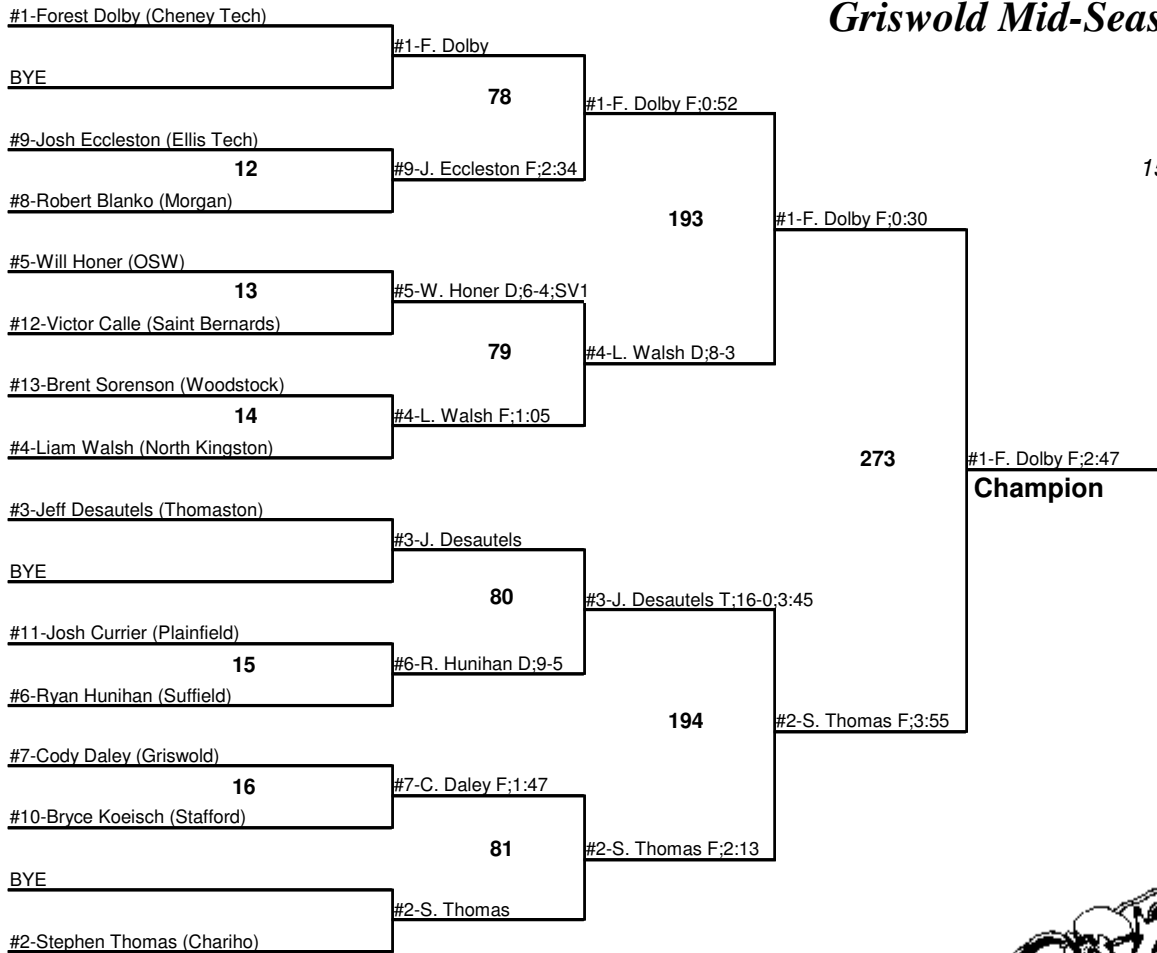 #1-Forest Dolby (Cheney Tech)
Griswold Mid-Seas
#1-F. Dolby
BYE
78
#1-F. Dolby F;0:52
#9-Josh Eccleston (Ellis Tech)
12
#9-J. Eccleston F;2:34
15
#8-Robert Blanko (Morgan)
193
#1-F. Dolby F;0:30
#5-Will Honer (OSW)
13
#5-W. Honer D;6-4;SV1
#12-Victor Calle (Saint Bernards)
79
#4-L. Walsh D;8-3
#13-Brent Sorenson (Woodstock)
14
#4-L. Walsh F;1:05
#4-Liam Walsh (North Kingston)
273
#1-F. Dolby F;2:47
Champion
#3-Jeff Desautels (Thomaston)
#3-J. Desautels
BYE
80
#3-J. Desautels T;16-0;3:45
#11-Josh Currier (Plainfield)
15
#6-R. Hunihan D;9-5
#6-Ryan Hunihan (Suffield)
194
#2-S. Thomas F;3:55
#7-Cody Daley (Griswold)
16
#7-C. Daley F;1:47
#10-Bryce Koeisch (Stafford)
81
#2-S. Thomas F;2:13
BYE
#2-S. Thomas
#2-Stephen Thomas (Chariho)